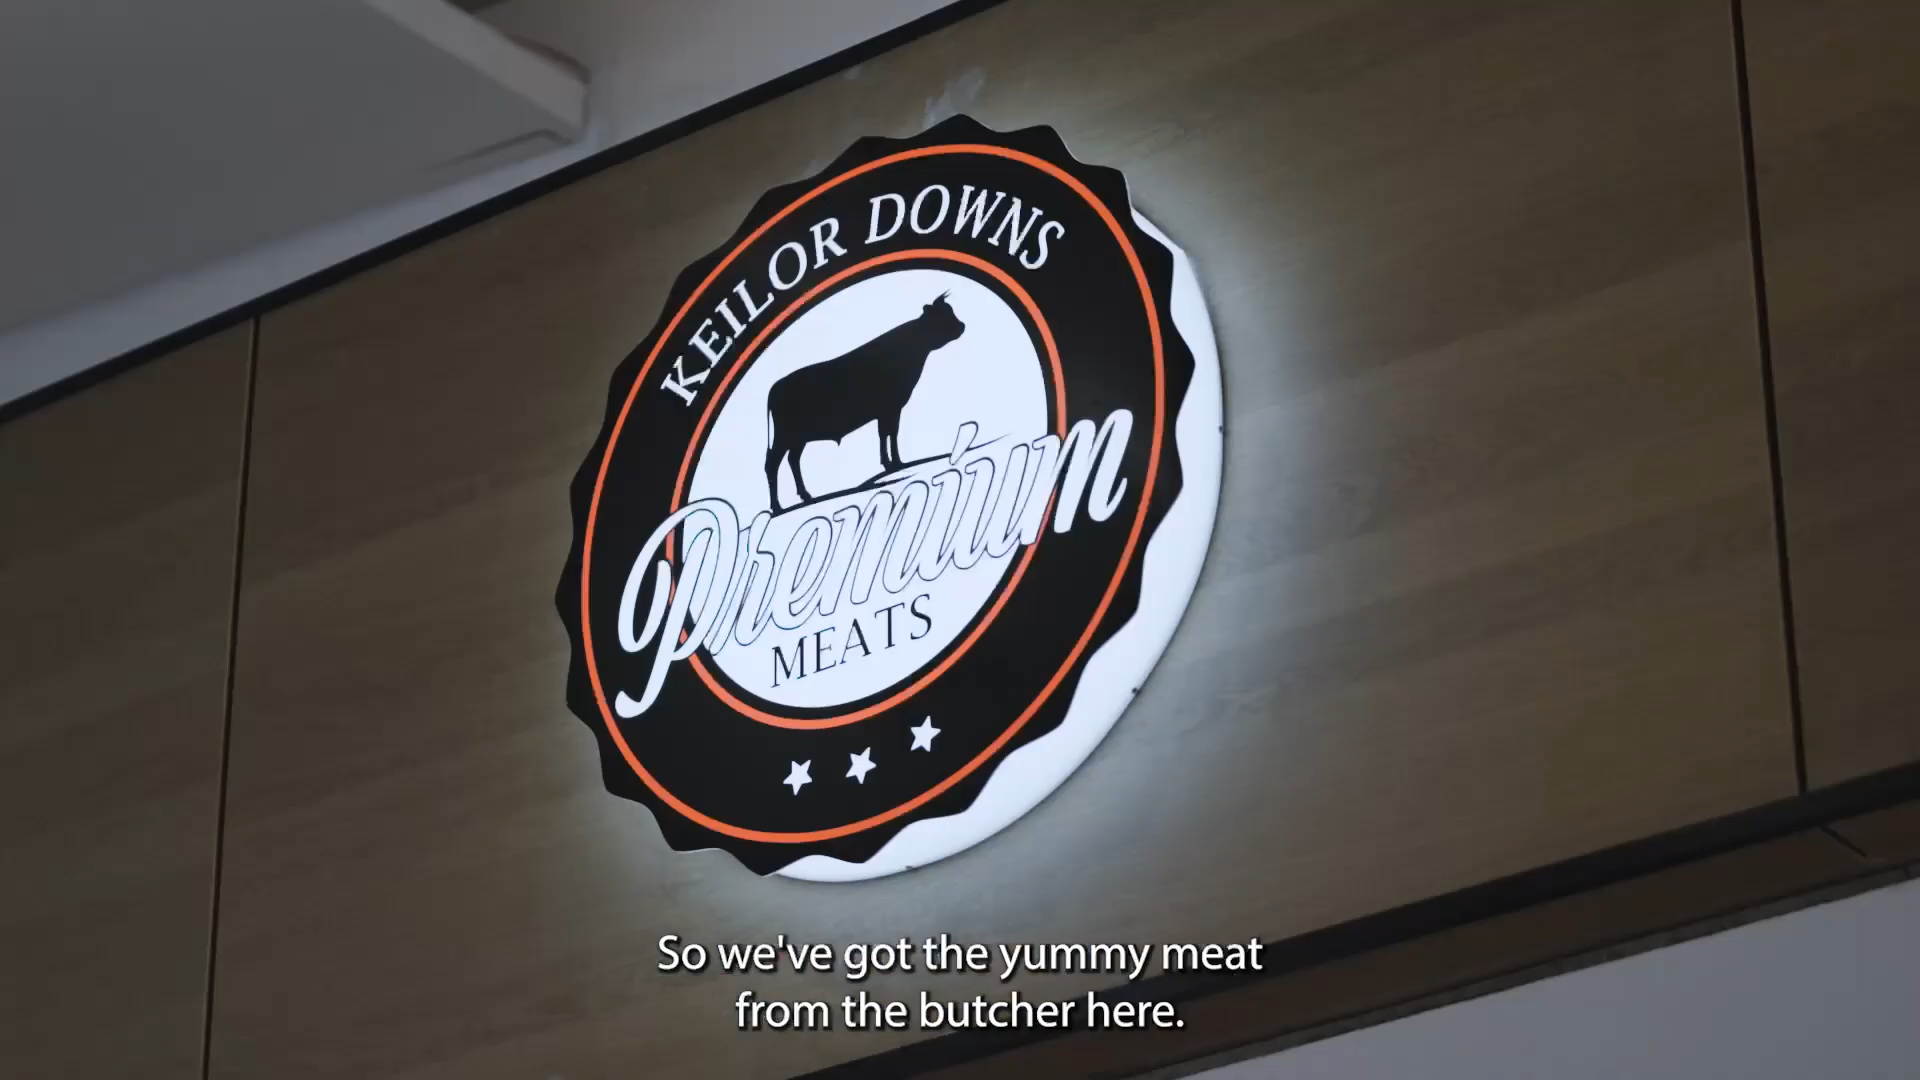 KEILOR DOWNS
Premium
MEATS
So we've got the yummy meat
from the butcher here.